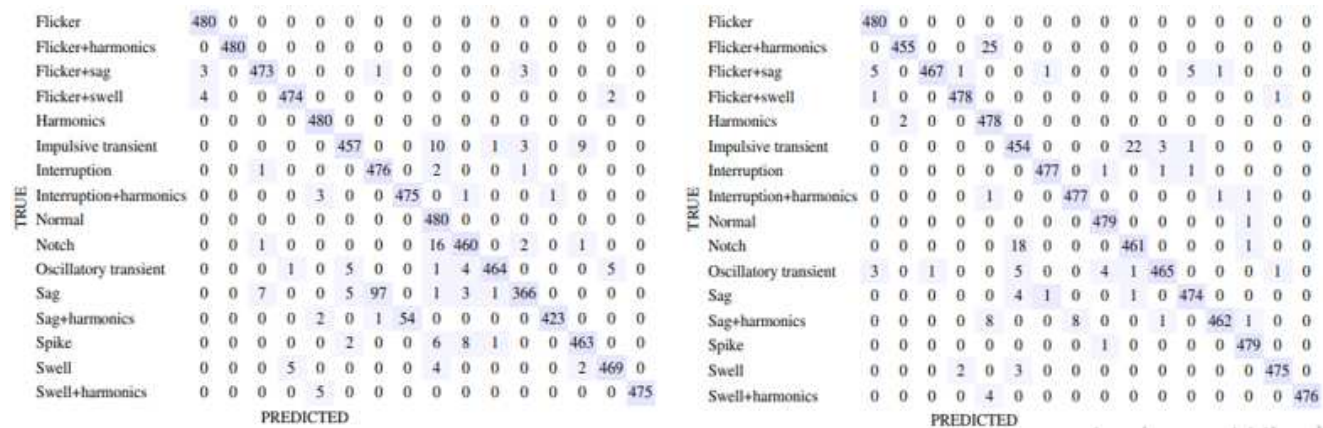 Flicker 480 0 0 0 0 0 0 0 0 0 0 0 0 0 0 0
Flicker+harmonics 0 480 0 0 0 0 0 0 0 0 0 0 0 0 0 0
Flicker+sag 3 0 473 0 0 0 1 0 0 0 0 3 0 0 0 0
Flicker+swell 4 0 0 474 0 0 0 0 0 0 0 0 0 0 2 0
Harmonics 0 0 0 0 480 0 0 0 0 0 0 0 0 0 0 0
Impulsive transient 0 0 0 0 0 457 0 0 10 0 1 3 0 9 0 0
Interruption 0 0 1 0 0 0 476 0 2 0 0 1 0 0 0 0
Interruption+harmonics 0 0 0 0 3 0 0 475 0 1 0 0 1 0 0 0
Normal 0 0 0 0 0 0 0 0 480 0 0 0 0 0 0 0
Notch 0 0 1 0 0 0 0 0 16 460 0 2 0 1 0 0
Oscillatory transient 0 0 0 1 0 5 0 0 1 4 464 0 0 0 5 0
Sag 0 0 7 0 0 5 97 0 1 3 1 366 0 0 0 0
Sag+harmonics 0 0 0 0 2 0 1 54 0 0 0 0 423 0 0 0
Spike 0 0 0 0 0 2 0 0 6 8 1 0 0 463 0 0
Swell 0 0 0 5 0 0 0 0 4 0 0 0 0 2 469 0
Swell+harmonics 0 0 0 0 5 0 0 0 0 0 0 0 0 0 0 475
TRUE
PREDICTED
Flicker 480 0 0 0 0 0 0 0 0 0 0 0 0 0 0 0
Flicker+harmonics 0 455 0 0 25 0 0 0 0 0 0 0 0 0 0 0
Flicker+sag 5 0 467 1 0 0 1 0 0 0 0 5 1 0 0 0
Flicker+swell 1 0 0 478 0 0 0 0 0 0 0 0 0 0 1 0
Harmonics 0 2 0 0 478 0 0 0 0 0 0 0 0 0 0 0
Impulsive transient 0 0 0 0 0 454 0 0 0 22 3 1 0 0 0 0
Interruption 0 0 0 0 0 0 477 0 1 0 1 1 0 0 0 0
Interruption+harmonics 0 0 0 0 1 0 0 477 0 0 0 0 1 1 0 0
Normal 0 0 0 0 0 0 0 0 479 0 0 0 0 1 0 0
Notch 0 0 0 0 0 18 0 0 0 461 0 0 0 1 0 0
Oscillatory transient 3 0 1 0 0 5 0 0 4 1 465 0 0 0 1 0
Sag 0 0 0 0 0 4 1 0 0 1 0 474 0 0 0 0
Sag+harmonics 0 0 0 0 8 0 0 8 0 0 1 0 462 1 0 0
Spike 0 0 0 0 0 0 0 0 1 0 0 0 0 479 0 0
Swell 0 0 0 2 0 3 0 0 0 0 0 0 0 0 475 0
Swell+harmonics 0 0 0 0 4 0 0 0 0 0 0 0 0 0 0 476
TRUE
PREDICTED